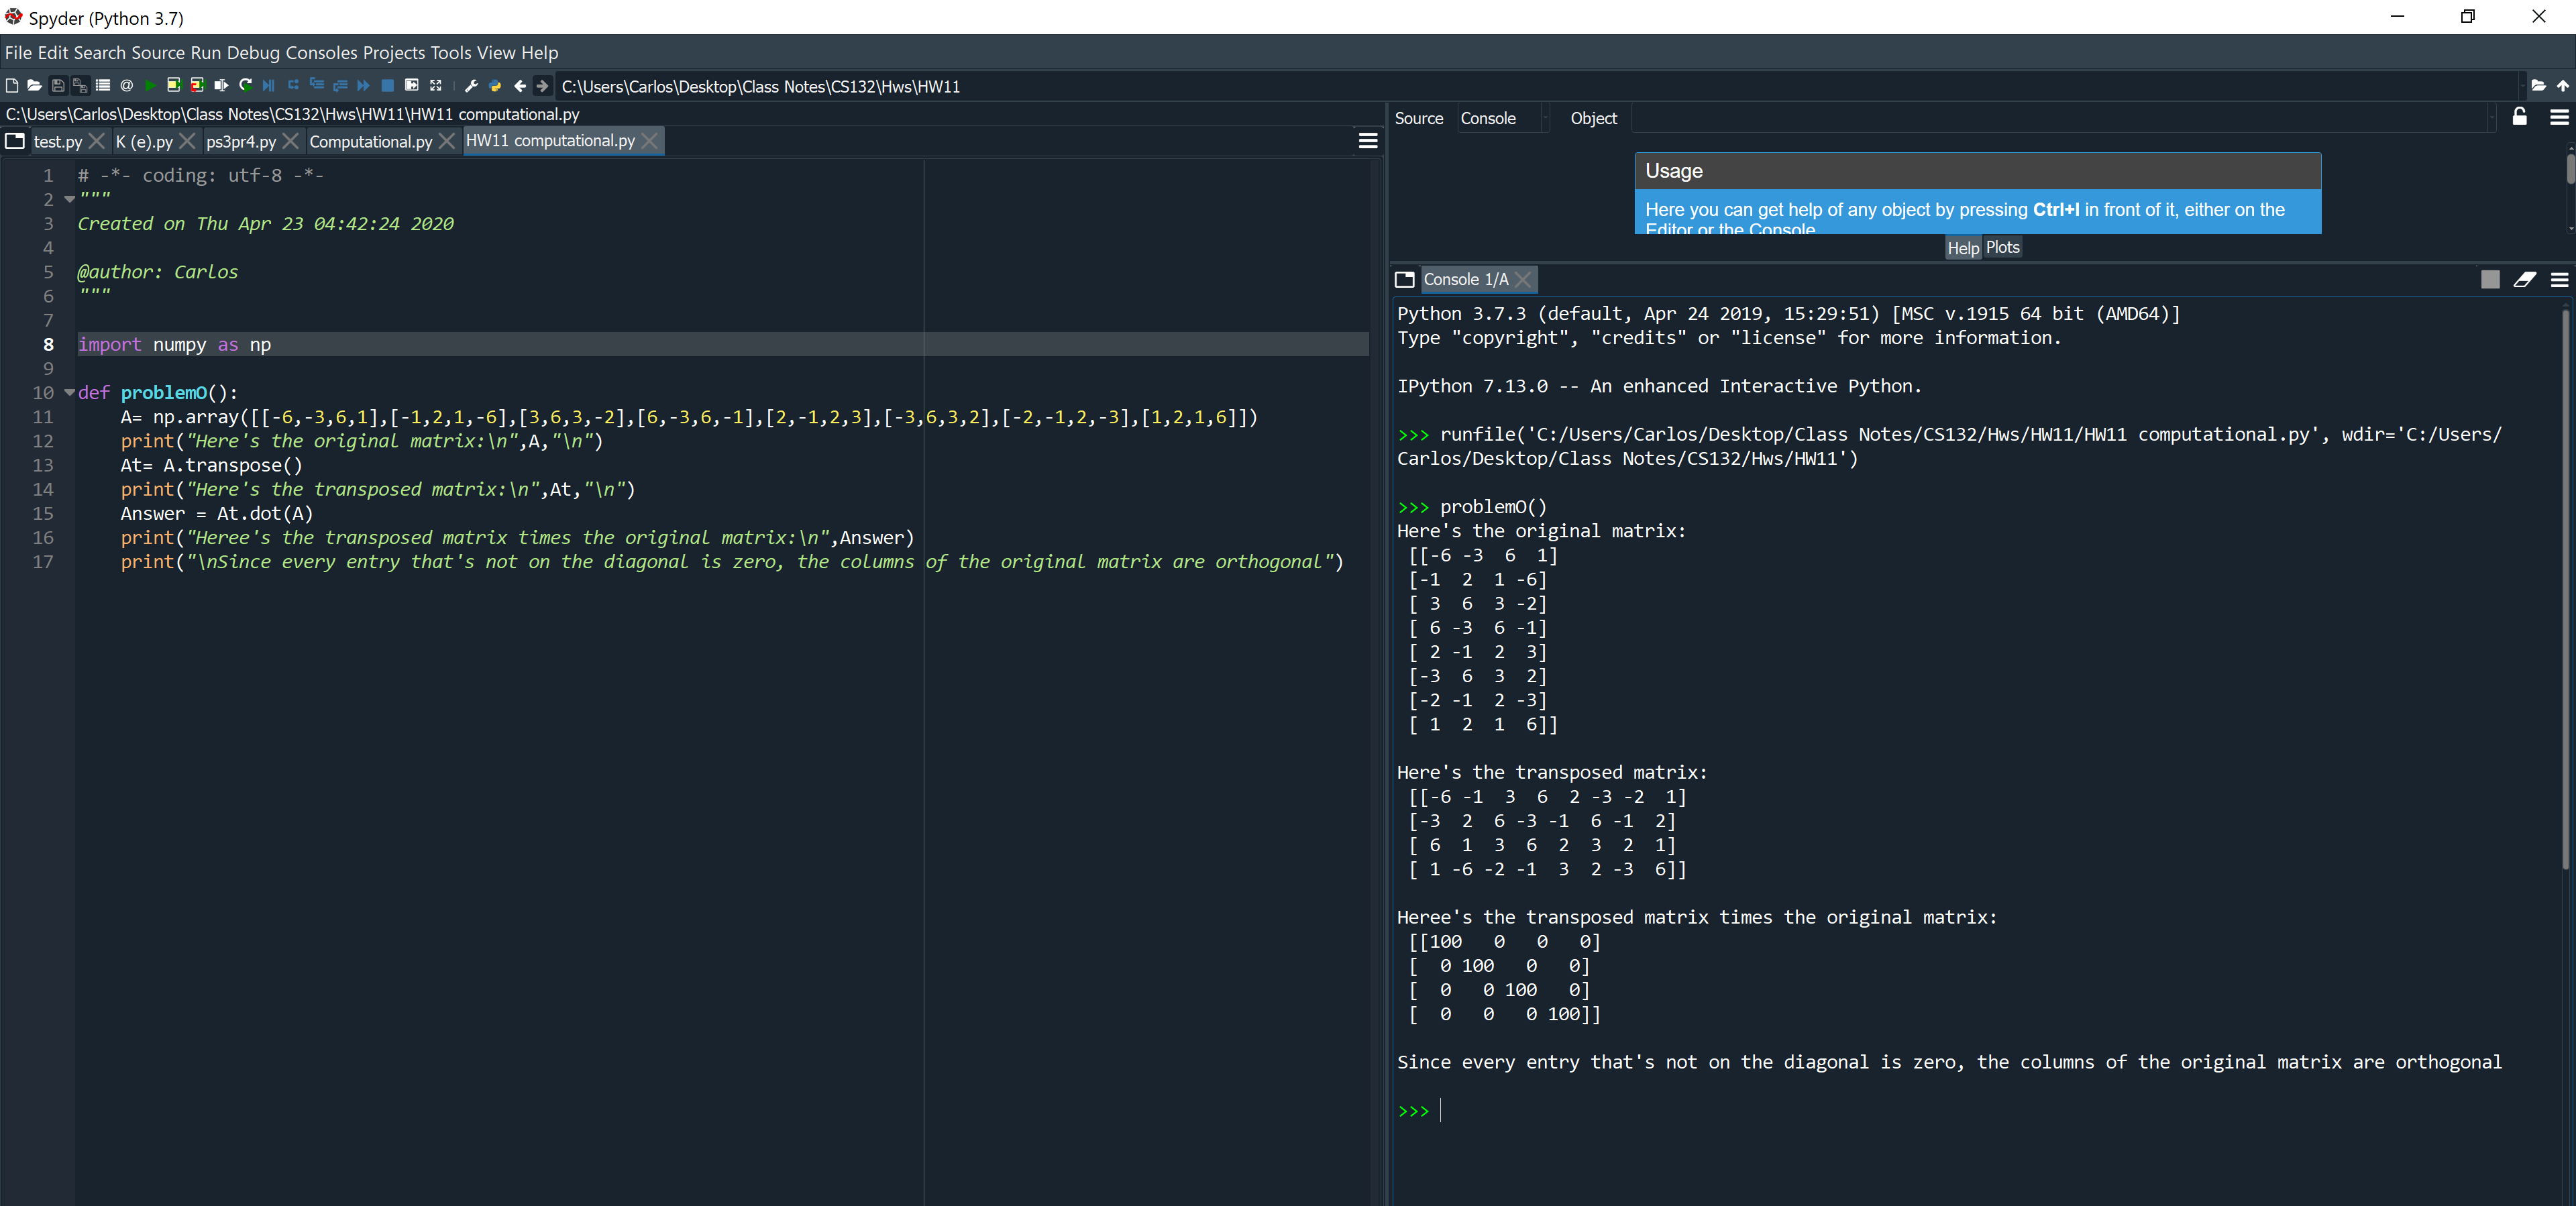 Spyder (Python 3.7)
File Edit Search Source Run Debug Consoles Projects Tools View Help
C:\Users\Carlos\Desktop\Class Notes\CS132\Hws\HW11
C:\Users\Carlos\Desktop\Class Notes\CS132\Hws\HW11\HW11 computational.py
test.py K (e).py ps3pr4.py Computational.py HW11 computational.py
1 # -*- coding: utf-8 -*-
2 """
3 Created on Thu Apr 23 04:42:24 2020
4
5 @author: Carlos
6 """
7
8 import numpy as np
9
10 def problemO():
11     A= np.array([[-6,-3,6,1],[-1,2,1,-6],[3,6,3,-2],[6,-3,6,-1],[2,-1,2,3],[-3,6,3,2],[-2,-1,2,-3],[1,2,1,6]])
12     print("Here's the original matrix:\n",A,"\n")
13     At= A.transpose()
14     print("Here's the transposed matrix:\n",At,"\n")
15     Answer = At.dot(A)
16     print("Heree's the transposed matrix times the original matrix:\n",Answer)
17     print("\nSince every entry that's not on the diagonal is zero, the columns of the original matrix are orthogonal")
Source Console Object
Usage
Here you can get help of any object by pressing Ctrl+I in front of it, either on the
Editor or the Console
Help Plots
Console 1/A
Python 3.7.3 (default, Apr 24 2019, 15:29:51) [MSC v.1915 64 bit (AMD64)]
Type "copyright", "credits" or "license" for more information.
IPython 7.13.0 -- An enhanced Interactive Python.
>>> runfile('C:/Users/Carlos/Desktop/Class Notes/CS132/Hws/HW11/HW11 computational.py', wdir='C:/Users/
Carlos/Desktop/Class Notes/CS132/Hws/HW11')
>>> problemO()
Here's the original matrix:
[[-6 -3  6  1]
[-1  2  1 -6]
[ 3  6  3 -2]
[ 6 -3  6 -1]
[ 2 -1  2  3]
[-3  6  3  2]
[-2 -1  2 -3]
[ 1  2  1  6]]
Here's the transposed matrix:
[[-6 -1  3  6  2 -3 -2  1]
[-3  2  6 -3 -1  6 -1  2]
[ 6  1  3  6  2  3  2  1]
[ 1 -6 -2 -1  3  2 -3  6]]
Heree's the transposed matrix times the original matrix:
[[100   0   0   0]
[  0 100   0   0]
[  0   0 100   0]
[  0   0   0 100]]
Since every entry that's not on the diagonal is zero, the columns of the original matrix are orthogonal
>>>